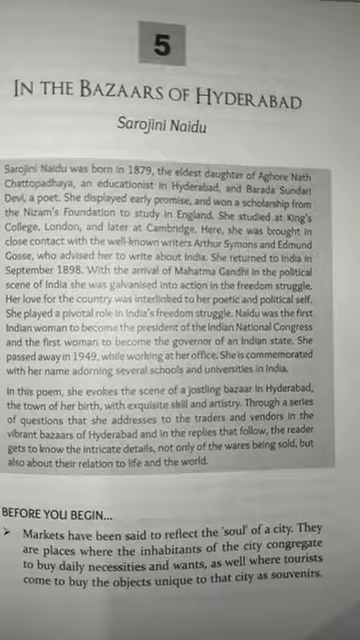 5
IN THE BAZAARS OF HYDERABAD
Sarojini Naidu
Sarojini Naidu was born in 1879, the eldest daughter of Aghore Nath
Chattopadhaya, an educationist in Hyderabad, and Barada Sundari
Devi, a poet. She displayed early promise, and won a scholarship from
the Nizam's Foundation to study in England. She studied at King's
College, London, and later at Cambridge. Here, she was brought in
close contact with the well-known writers Arthur Symons and Edmund
Gosse, who advised her to write about India. She returned to India in
September 1898. With the arrival of Mahatma Gandhi in the political
scene of India she was galvanised into action in the freedom struggle.
Her love for the country was interlinked to her poetic and political self.
She played a pivotal role in India's freedom struggle. Naidu was the first
Indian woman to become the president of the Indian National Congress
and the first woman to become the governor of an Indian state. She
passed away in 1949, while working at her office. She is commemorated
with her name adorning several schools and universities in India.
In this poem, she evokes the scene of a jostling bazaar in Hyderabad,
the town of her birth, with exquisite skill and artistry. Through a series
of questions that she addresses to the traders and vendors in the
vibrant bazaars of Hyderabad and in the replies that follow, the reader
gets to know the intricate details, not only of the wares being sold, but
also about their relation to life and the world.
BEFORE YOU BEGIN...
➤ Markets have been said to reflect the 'soul' of a city. They
are places where the inhabitants of the city congregate
to buy daily necessities and wants, as well where tourists
come to buy the objects unique to that city as souvenirs.